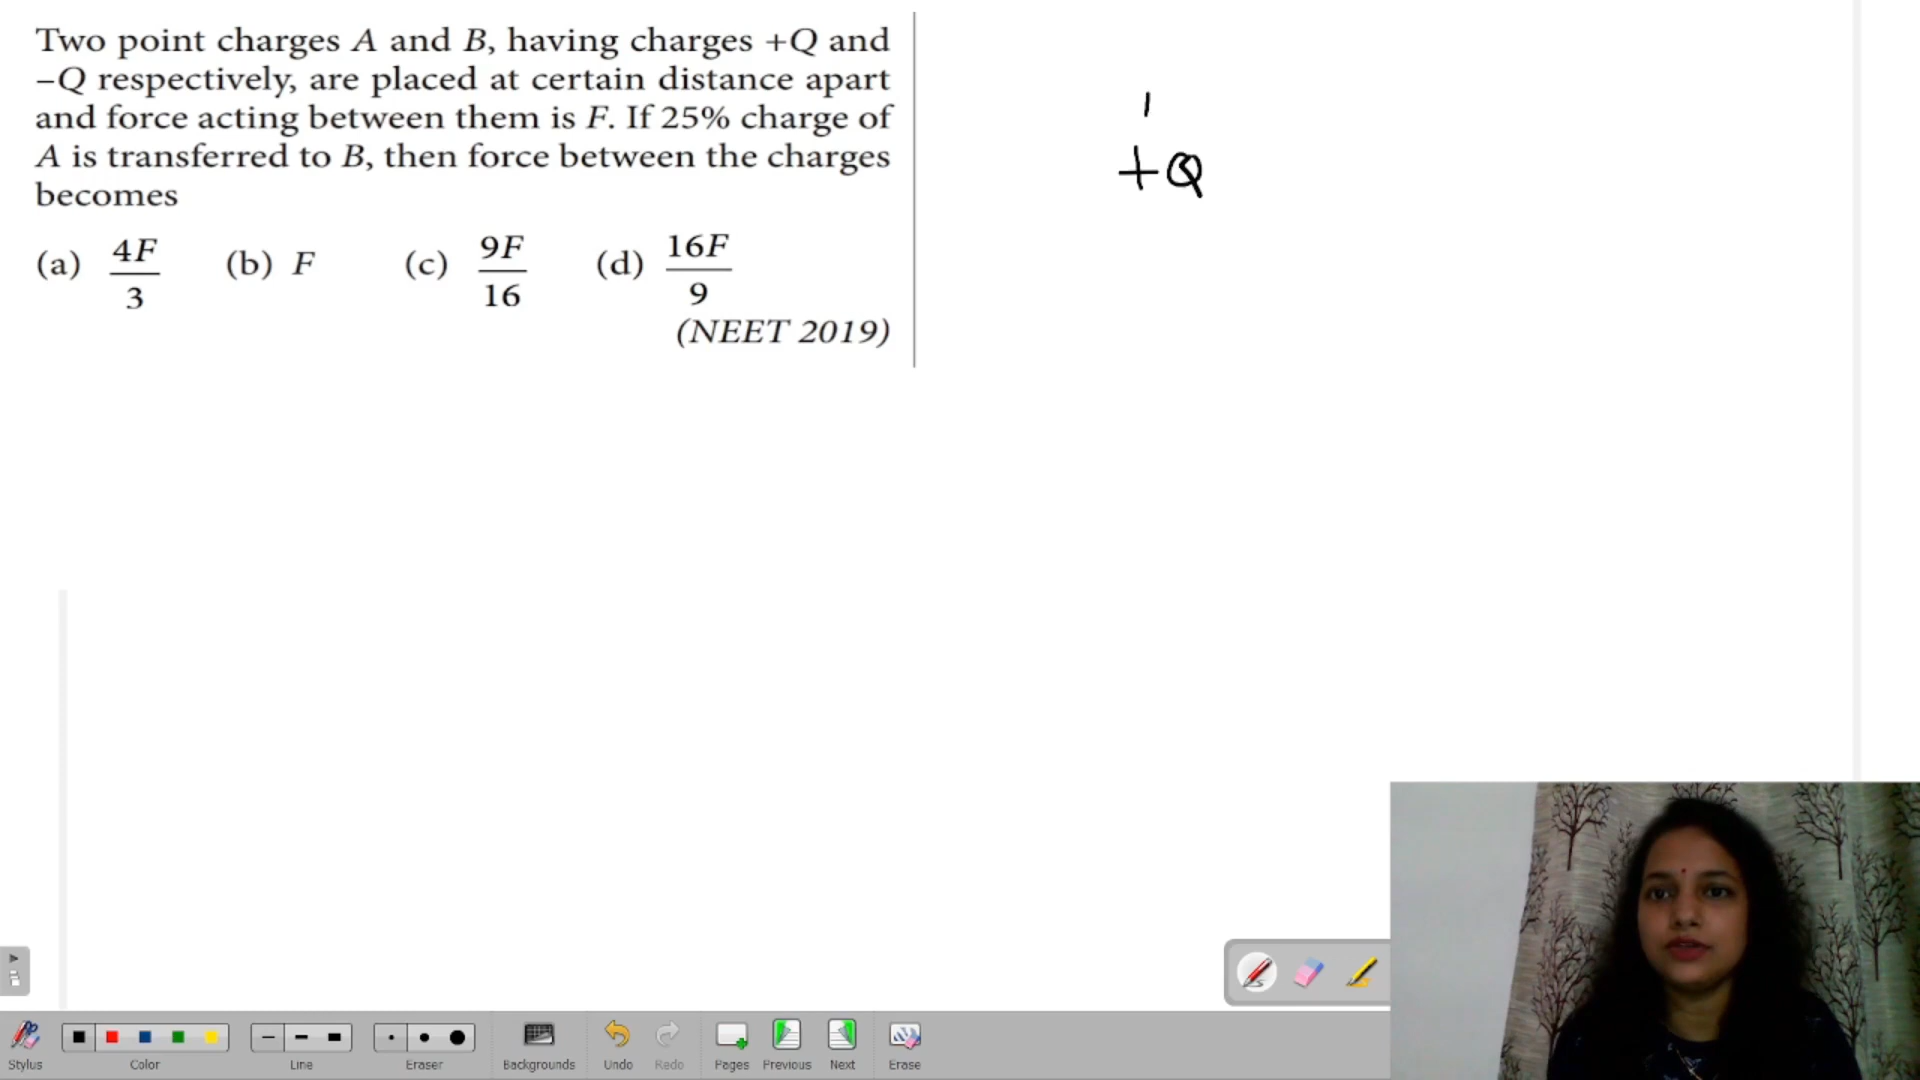 Two point charges A and B, having charges +Q and
−Q respectively, are placed at certain distance apart
and force acting between them is F. If 25% charge of
A is transferred to B, then force between the charges
becomes
(a) 4F/3 (b) F (c) 9F/16 (d) 16F/9
(NEET 2019)
+Q
Stylus Color Line Eraser Backgrounds Undo Redo Pages Previous Next Erase